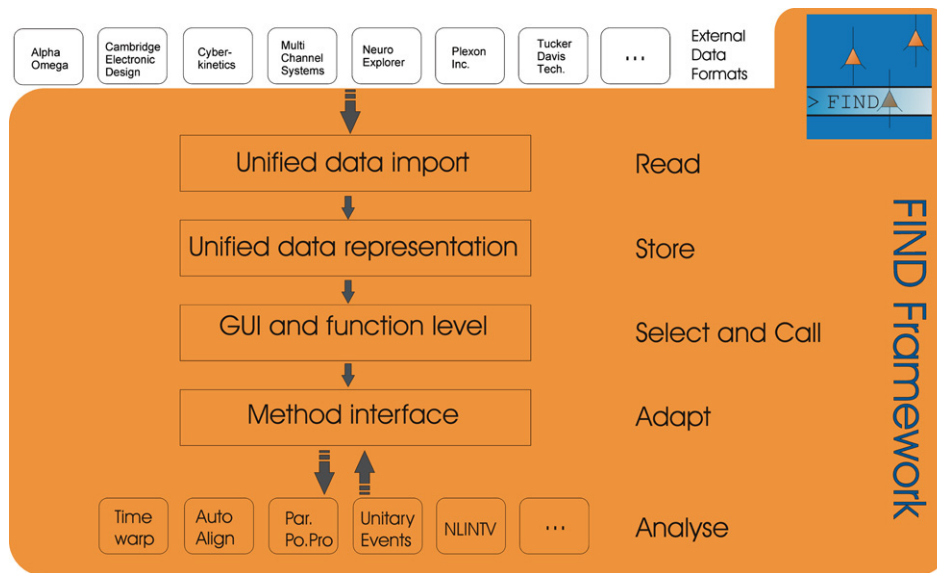 Alpha
Omega
Cambridge
Electronic
Design
Cyber-
kinetics
Multi
Channel
Systems
Neuro
Explorer
Plexon
Inc.
Tucker
Davis
Tech.
...
External
Data
Formats
> FIND
Unified data import
Read
Unified data representation
Store
GUI and function level
Select and Call
Method interface
Adapt
Time
warp
Auto
Align
Par.
Po.Pro
Unitary
Events
NLINTV
...
Analyse
FIND Framework